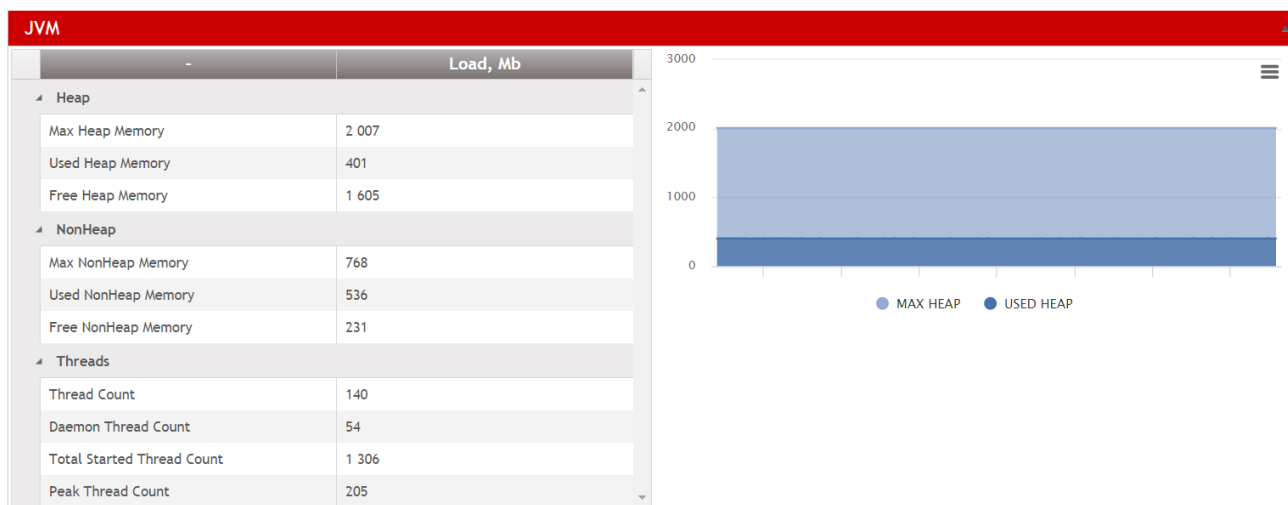 JVM
- Load, Mb
Heap
Max Heap Memory 2 007
Used Heap Memory 401
Free Heap Memory 1 605
NonHeap
Max NonHeap Memory 768
Used NonHeap Memory 536
Free NonHeap Memory 231
Threads
Thread Count 140
Daemon Thread Count 54
Total Started Thread Count 1 306
Peak Thread Count 205
3000
2000
1000
0
MAX HEAP USED HEAP